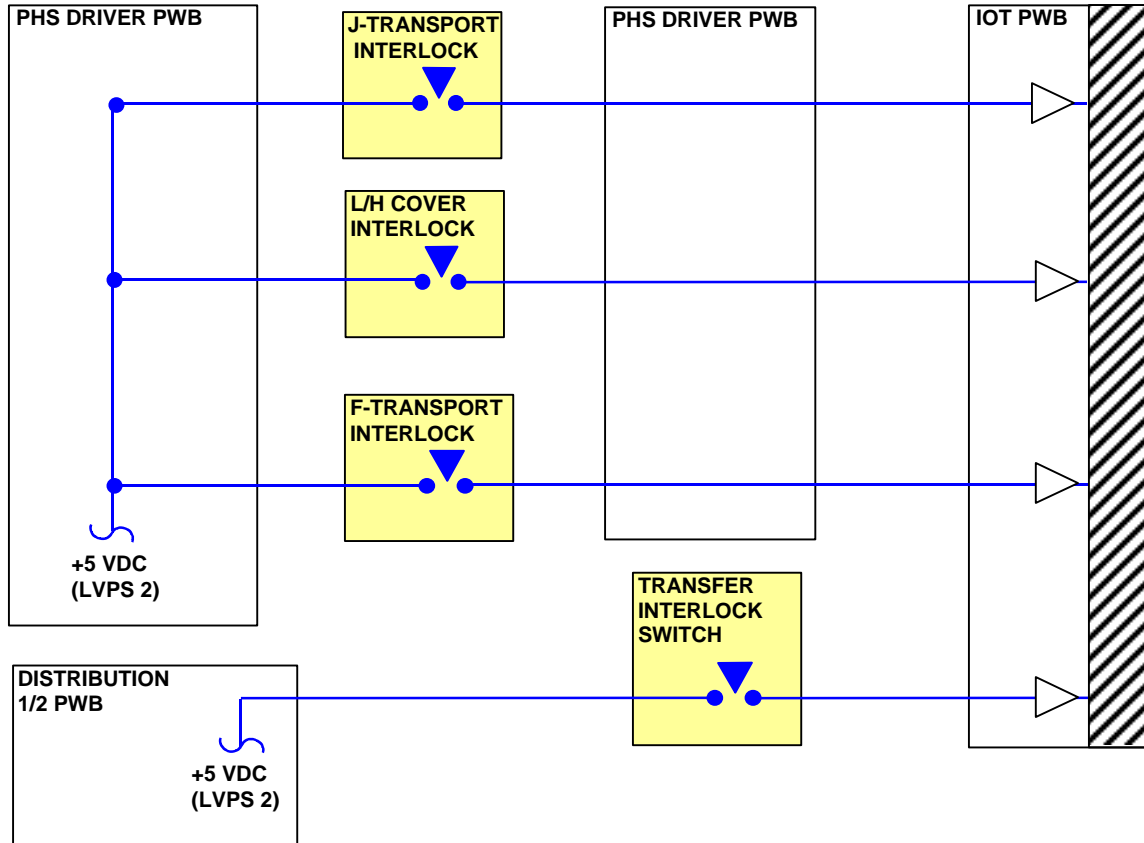 PHS DRIVER PWB
J-TRANSPORT
INTERLOCK
PHS DRIVER PWB
IOT PWB
L/H COVER
INTERLOCK
F-TRANSPORT
INTERLOCK
+5 VDC
(LVPS 2)
TRANSFER
INTERLOCK
SWITCH
DISTRIBUTION
1/2 PWB
+5 VDC
(LVPS 2)